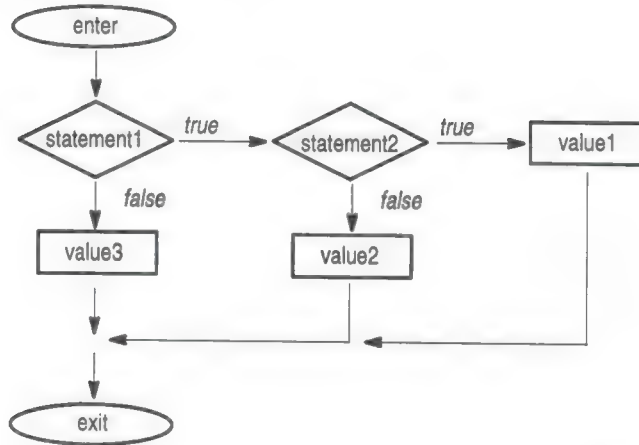 enter
true
true
statement1
statement2
value1
false
false
value3
value2
exit